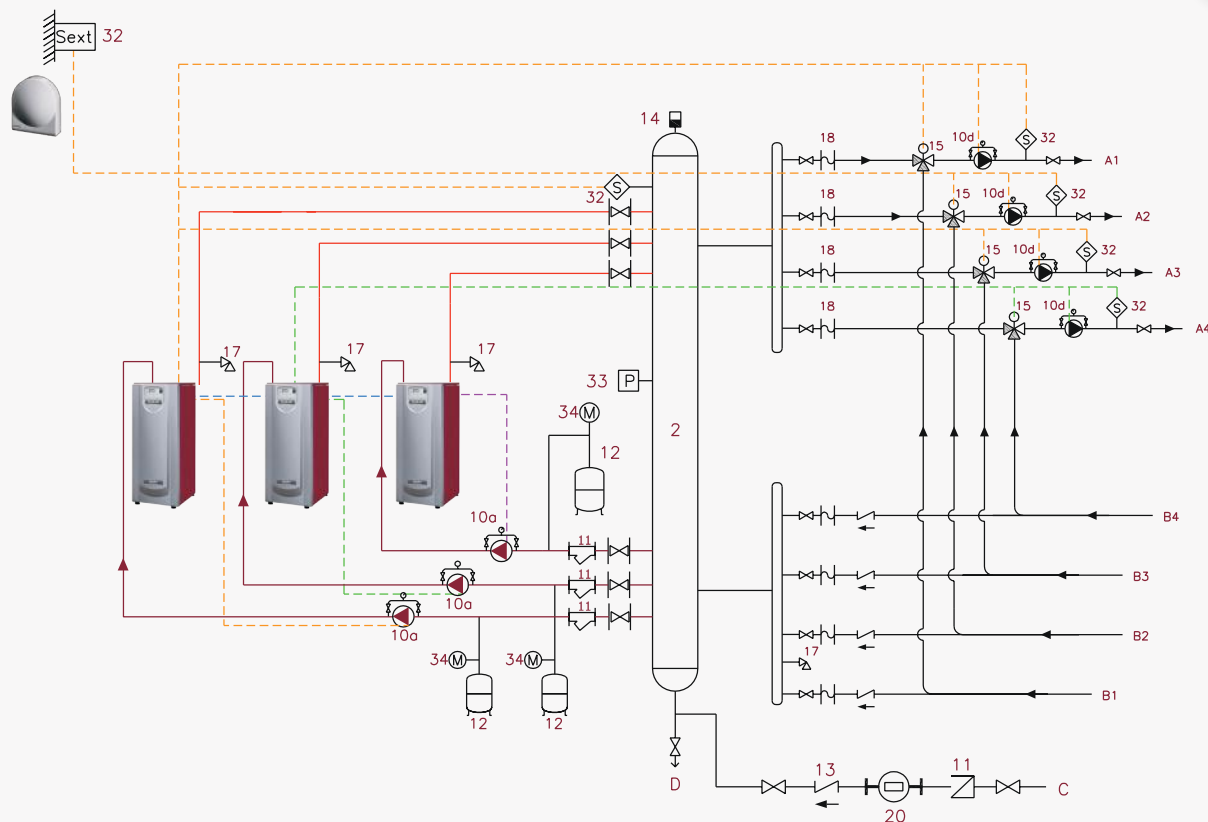 Sext 32
14
18 15 10d 32 A1
32
18 15 10d 32 A2
18 15 10d 32 A3
18 15 10d 32 A4
17 17 17
33 P
S
S
S
S
S
34 M
12
2
10a
11
10a
11
10a
11
34 M
34 M
12
12
B4
B3
B2
17
B1
D
13
11
C
20